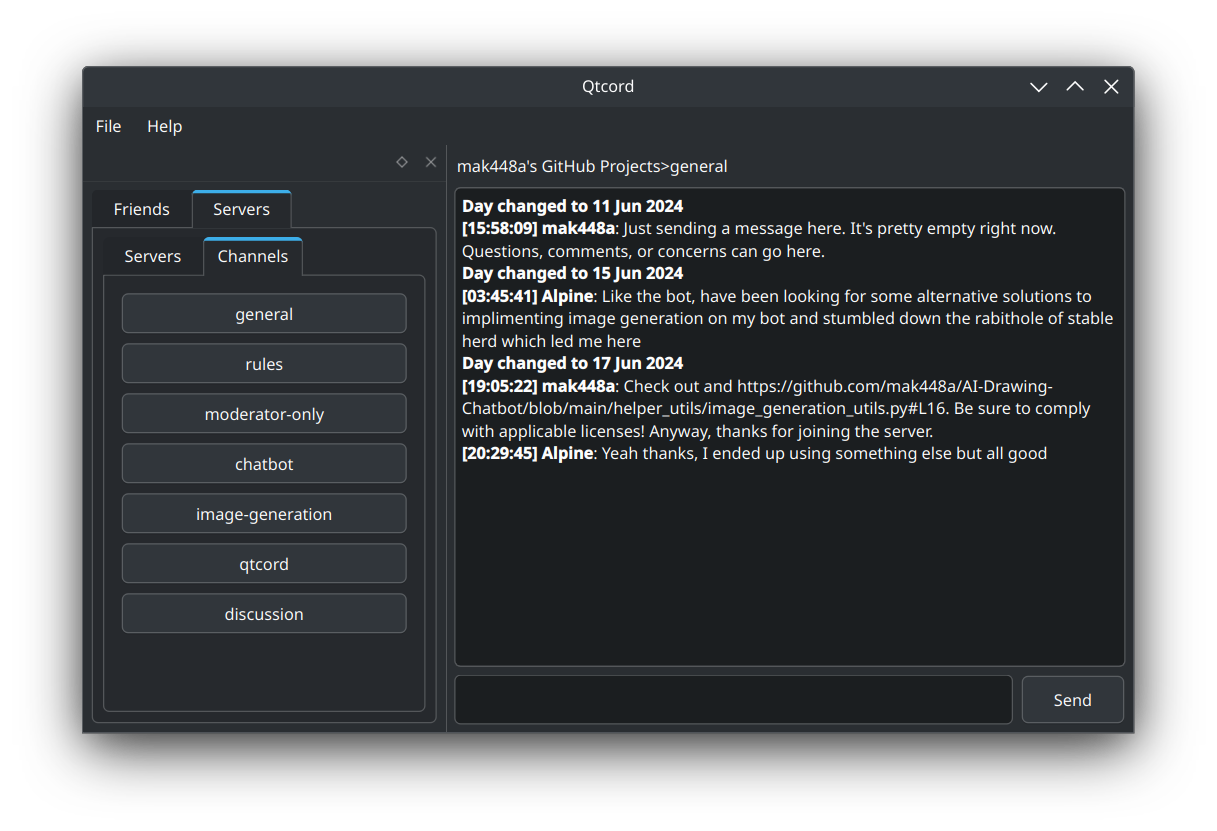 Qtcord
File Help
Friends Servers
Servers Channels
general
rules
moderator-only
chatbot
image-generation
qtcord
discussion
mak448a's GitHub Projects>general
Day changed to 11 Jun 2024
[15:58:09] mak448a: Just sending a message here. It's pretty empty right now.
Questions, comments, or concerns can go here.
Day changed to 15 Jun 2024
[03:45:41] Alpine: Like the bot, have been looking for some alternative solutions to
implimenting image generation on my bot and stumbled down the rabithole of stable
herd which led me here
Day changed to 17 Jun 2024
[19:05:22] mak448a: Check out and https://github.com/mak448a/AI-Drawing-
Chatbot/blob/main/helper_utils/image_generation_utils.py#L16. Be sure to comply
with applicable licenses! Anyway, thanks for joining the server.
[20:29:45] Alpine: Yeah thanks, I ended up using something else but all good
Send